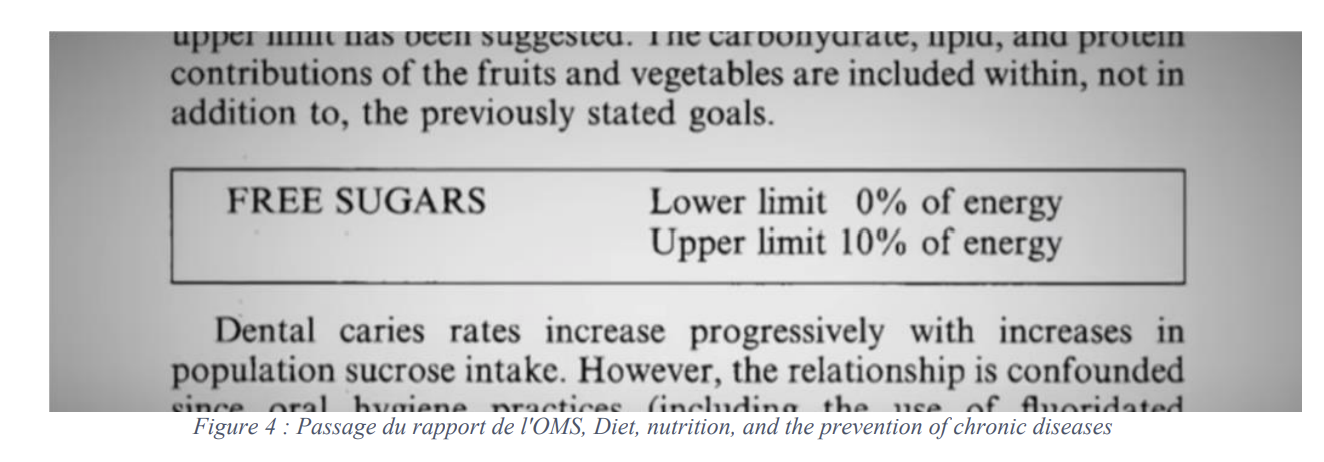 upper limit has been suggested. The carbohydrate, lipid, and protein
contributions of the fruits and vegetables are included within, not in
addition to, the previously stated goals.
FREE SUGARS Lower limit 0% of energy
Upper limit 10% of energy
Dental caries rates increase progressively with increases in
population sucrose intake. However, the relationship is confounded
since oral hygiene practices (including the use of fluoridated
Figure 4 : Passage du rapport de l'OMS, Diet, nutrition, and the prevention of chronic diseases